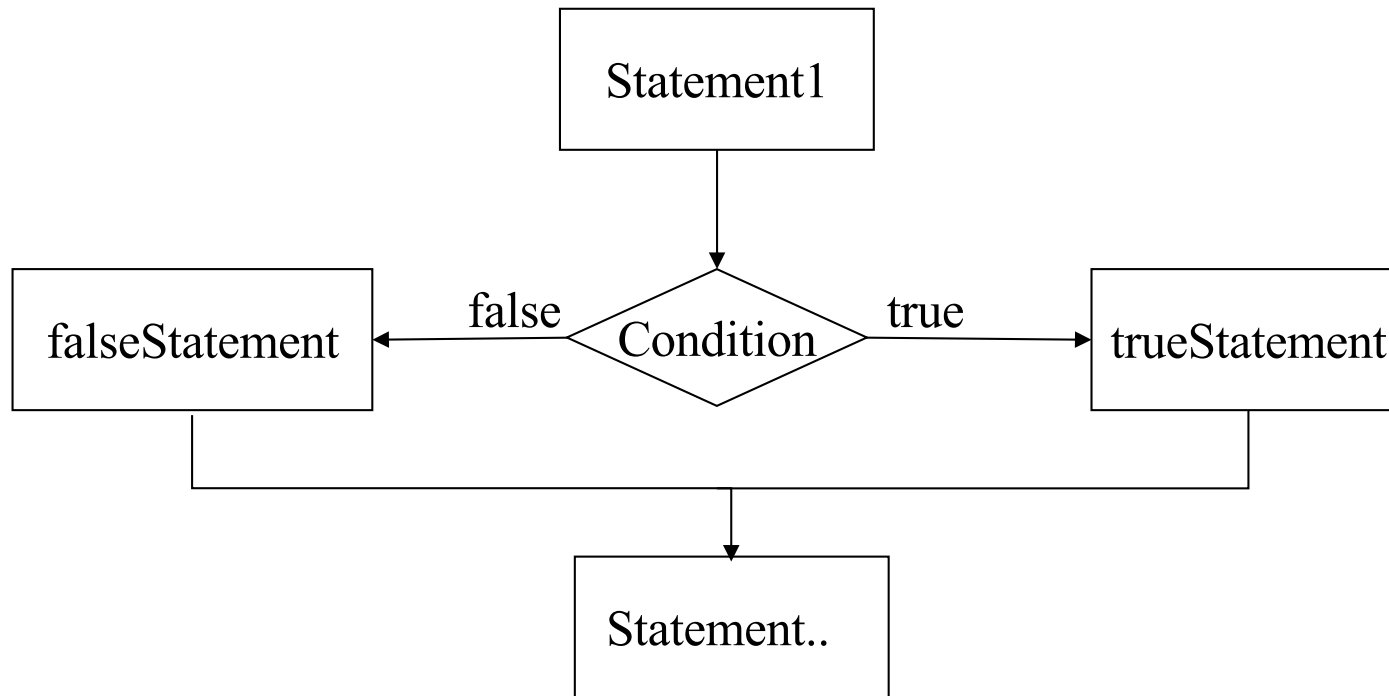 Statement1
false
true
falseStatement
Condition
trueStatement
Statement..